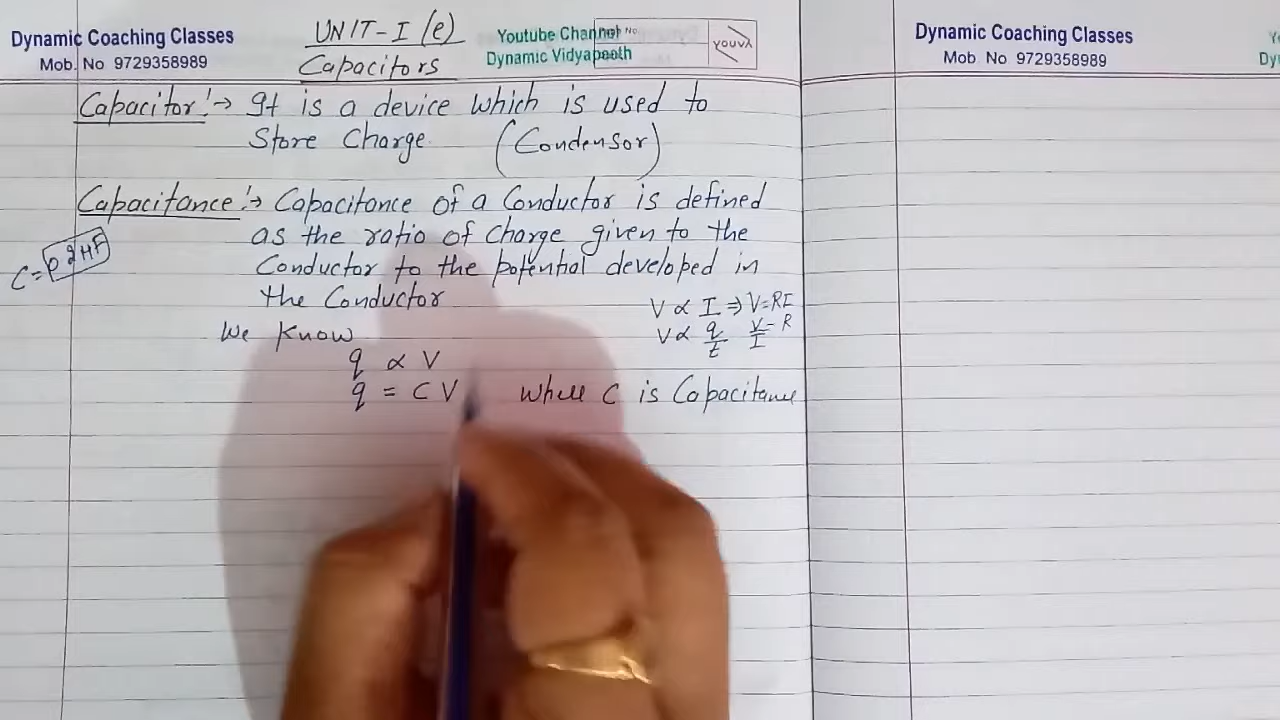 Dynamic Coaching Classes
Mob. No 9729358989
UNIT-I (e)
Capacitors
Youtube Channel
Dynamic Vidyapeeth
No
YOUVA
Dynamic Coaching Classes
Mob No 9729358989
Capacitor:→ It is a device which is used to
Store Charge. (Condensor)
Capacitance:→ Capacitance of a Conductor is defined
as the ratio of charge given to the
Conductor to the potential developed in
the Conductor
We Know
q ∝ V
q = CV where C is Capacitance
V ∝ I ⇒ V=RI
V ∝ q/t V/I = R